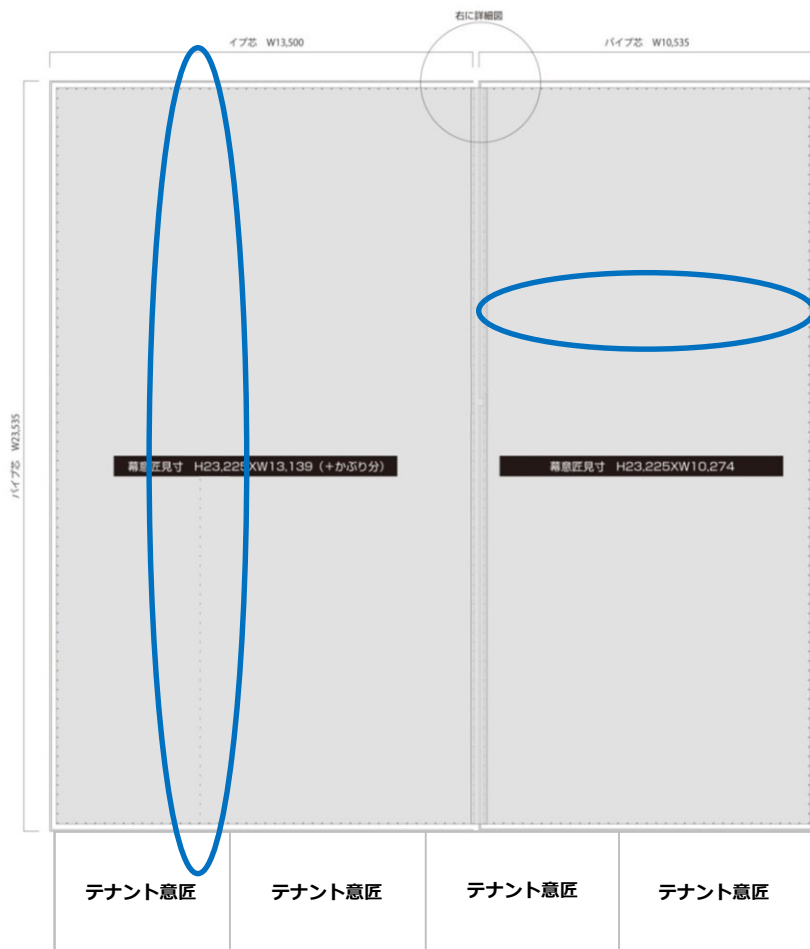 右に詳細図
イプ芯 W13,500
パイプ芯 W10,535
パイプ芯 W23,535
幕意匠見寸 H23,225XW13,139（+かぶり分）
幕意匠見寸 H23,225XW10,274
テナント意匠
テナント意匠
テナント意匠
テナント意匠